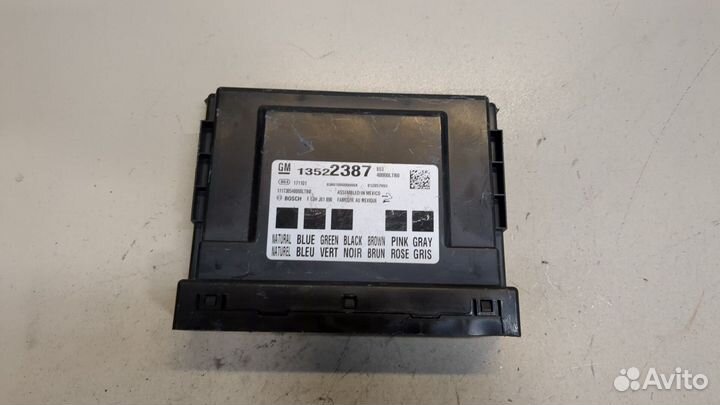 GM 13522387
171101
ASSEMBLED IN MEXICO
BOSCH FABRIQUE AU MEXIQUE
NATURAL BLUE GREEN BLACK BROWN PINK GRAY
NATUREL BLEU VERT NOIR BRUN ROSE GRIS
Avito